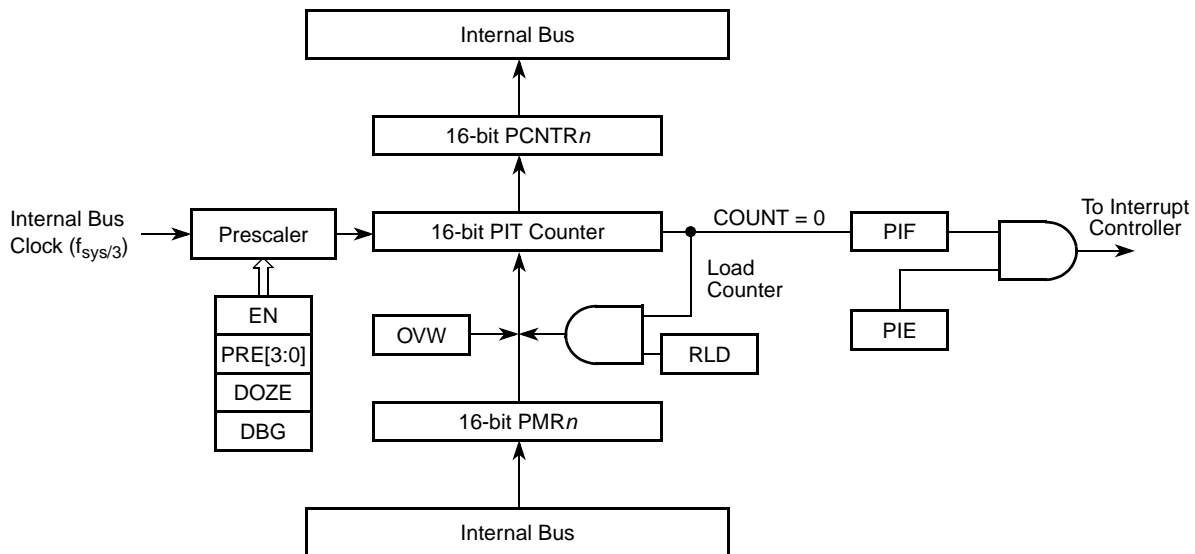 Internal Bus
16-bit PCNTRn
Internal Bus
Clock (fsys/3)
Prescaler
16-bit PIT Counter
COUNT = 0
PIF
To Interrupt
Controller
Load
Counter
EN
PRE[3:0]
DOZE
DBG
OVW
RLD
PIE
16-bit PMRn
Internal Bus